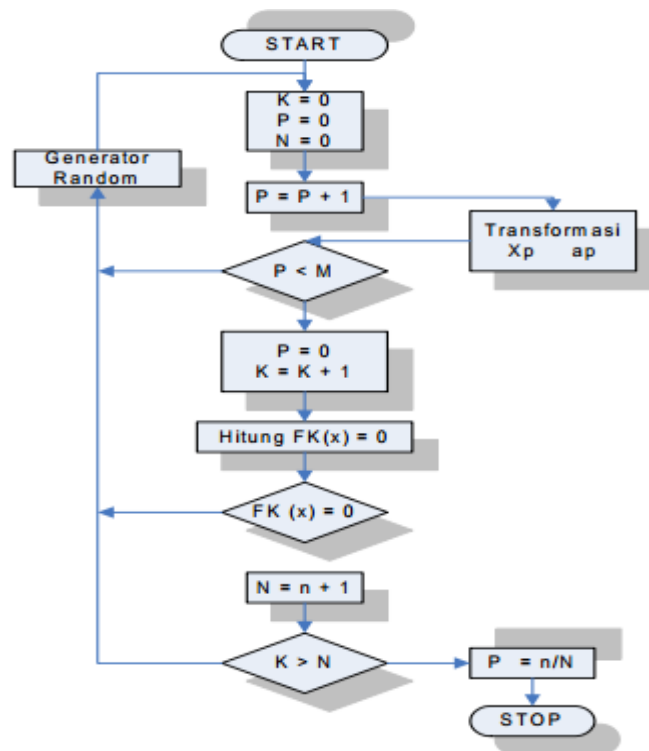 START
K = 0
P = 0
N = 0
Generator
Random
P = P + 1
Transformasi
Xp ap
P < M
P = 0
K = K + 1
Hitung FK(x) = 0
FK (x) = 0
N = n + 1
K > N
P = n/N
STOP